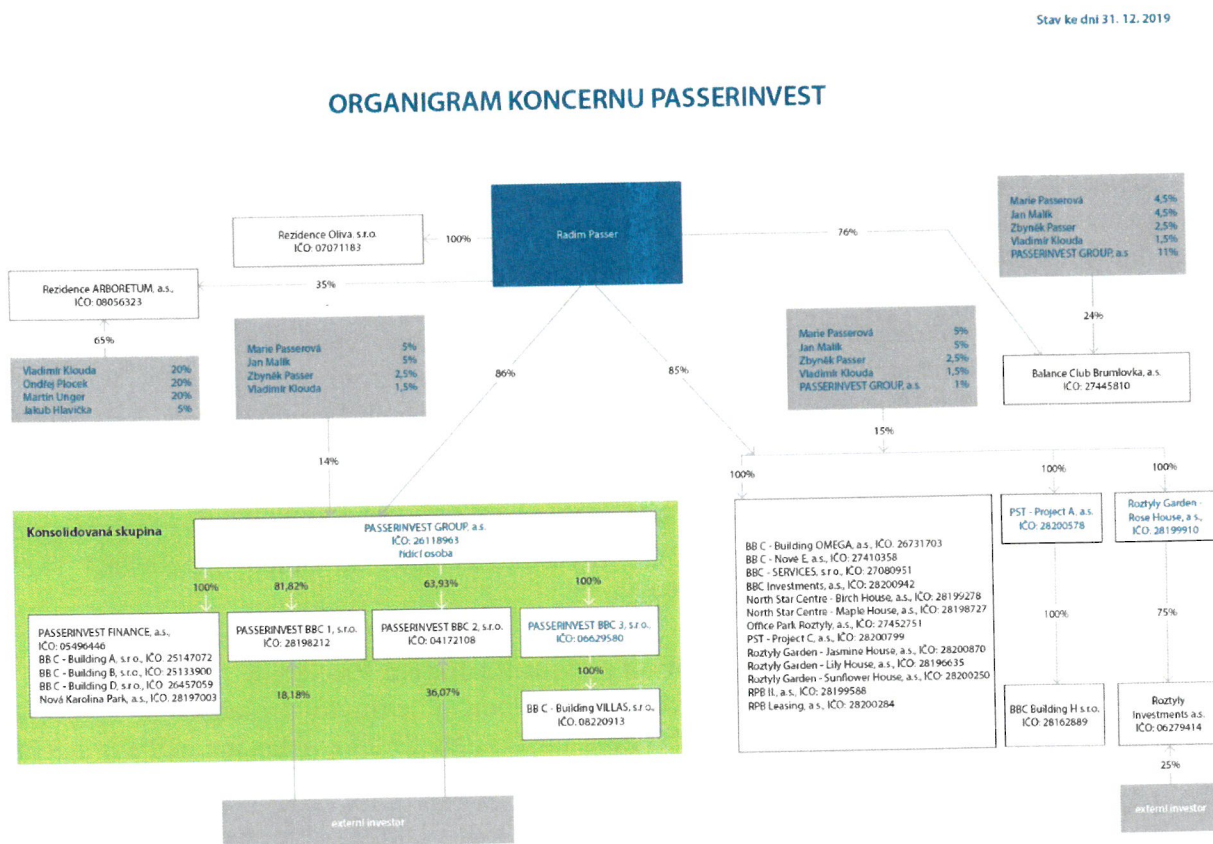 Stav ke dni 31. 12. 2019
ORGANIGRAM KONCERNU PASSERINVEST
Radim Passer
Rezidence Oliva, s.r.o.
IČO: 07071183
100%
Rezidence ARBORETUM, a.s.,
IČO: 08056323
35%
65%
Vladimír Klouda 20%
Ondřej Plocek 20%
Martin Unger 20%
Jakub Hlavička 5%
Marie Passerová 5%
Jan Malík 5%
Zbyněk Passer 2,5%
Vladimír Klouda 1,5%
14%
86%
85%
76%
Marie Passerová 4,5%
Jan Malík 4,5%
Zbyněk Passer 2,5%
Vladimír Klouda 1,5%
PASSERINVEST GROUP, a.s 11%
24%
Balance Club Brumlovka, a.s.
IČO: 27445810
Marie Passerová 5%
Jan Malík 5%
Zbyněk Passer 2,5%
Vladimír Klouda 1,5%
PASSERINVEST GROUP, a.s 1%
15%
Konsolidovaná skupina
PASSERINVEST GROUP, a.s.
IČO: 26118963
řídicí osoba
100%
81,82%
63,93%
100%
PASSERINVEST FINANCE, a.s.,
IČO: 05496446
BB C - Building A, s.r.o., IČO: 25147072
BB C - Building B, s.r.o., IČO: 25133900
BB C - Building D, s.r.o., IČO: 26457059
Nová Karolina Park, a.s., IČO: 28197003
PASSERINVEST BBC 1, s.r.o.
IČO: 28198212
18,18%
PASSERINVEST BBC 2, s.r.o.
IČO: 04172108
36,07%
PASSERINVEST BBC 3, s.r.o.,
IČO: 06629580
100%
BB C - Building VILLAS, s.r.o.,
IČO: 08220913
externí investor
100%
BB C - Building OMEGA, a.s., IČO: 26731703
BB C - Nové E, a.s., IČO: 27410358
BBC - SERVICES, s.r.o., IČO: 27080951
BBC Investments, a.s., IČO: 28200942
North Star Centre - Birch House, a.s., IČO: 28199278
North Star Centre - Maple House, a.s., IČO: 28198727
Office Park Roztyly, a.s., IČO: 27452751
PST - Project C, a.s., IČO: 28200799
Roztyly Garden - Jasmine House, a.s., IČO: 28200870
Roztyly Garden - Lily House, a.s., IČO: 28196635
Roztyly Garden - Sunflower House, a.s., IČO: 28200250
RPB II., a.s., IČO: 28199588
RPB Leasing, a.s., IČO: 28200284
100%
PST - Project A, a.s.
IČO: 28200578
100%
BBC Building H s.r.o.
IČO: 28162889
100%
Roztyly Garden -
Rose House, a.s.,
IČO: 28199910
75%
Roztyly
Investments a.s.
IČO: 06279414
25%
externí investor